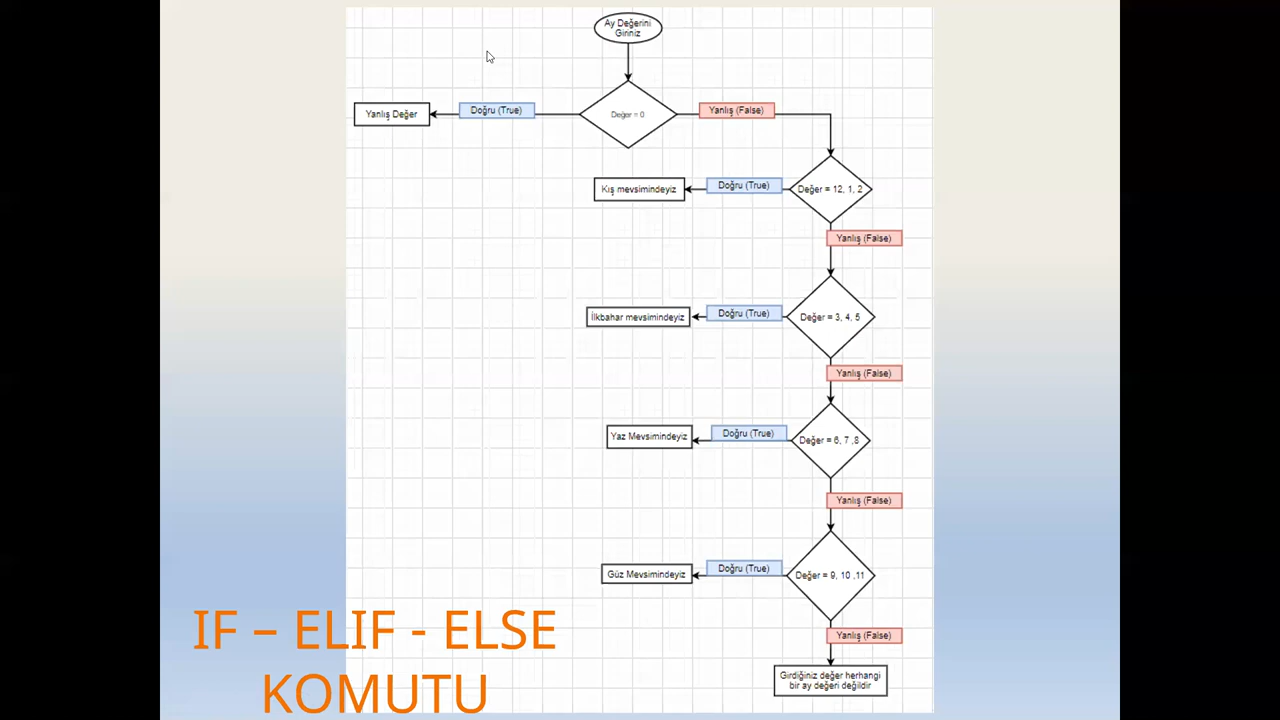 Ay Değerini
Giriniz
Yanlış Değer
Doğru (True)
Değer = 0
Yanlış (False)
Kış mevsimindeyiz
Doğru (True)
Değer = 12, 1, 2
Yanlış (False)
İlkbahar mevsimindeyiz
Doğru (True)
Değer = 3, 4, 5
Yanlış (False)
Yaz Mevsimindeyiz
Doğru (True)
Değer = 6, 7 ,8
Yanlış (False)
Güz Mevsimindeyiz
Doğru (True)
Değer = 9, 10 ,11
Yanlış (False)
Girdiğiniz değer herhangi
bir ay değeri değildir
IF – ELIF - ELSE
KOMUTU